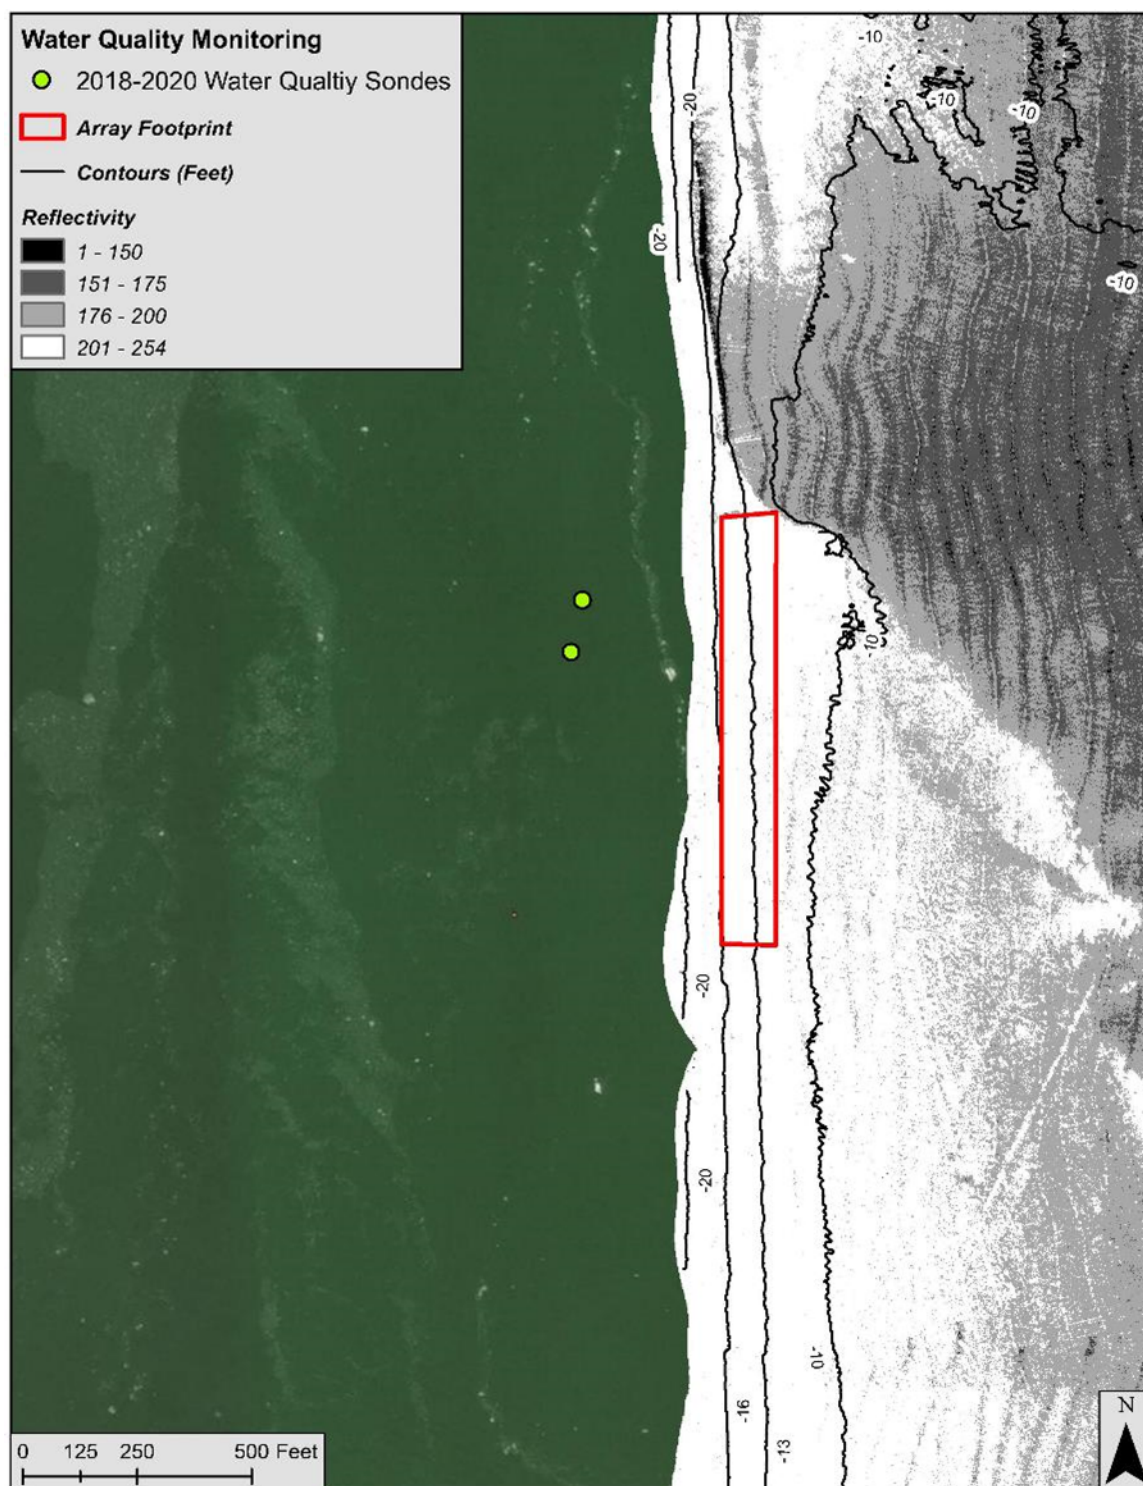 Water Quality Monitoring
2018-2020 Water Qualtiy Sondes
Array Footprint
Contours (Feet)
Reflectivity
1 - 150
151 - 175
176 - 200
201 - 254
-10
-20
-10
-10
-20
-10
-10
-20
-20
-10
-16
-13
0 125 250 500 Feet
N